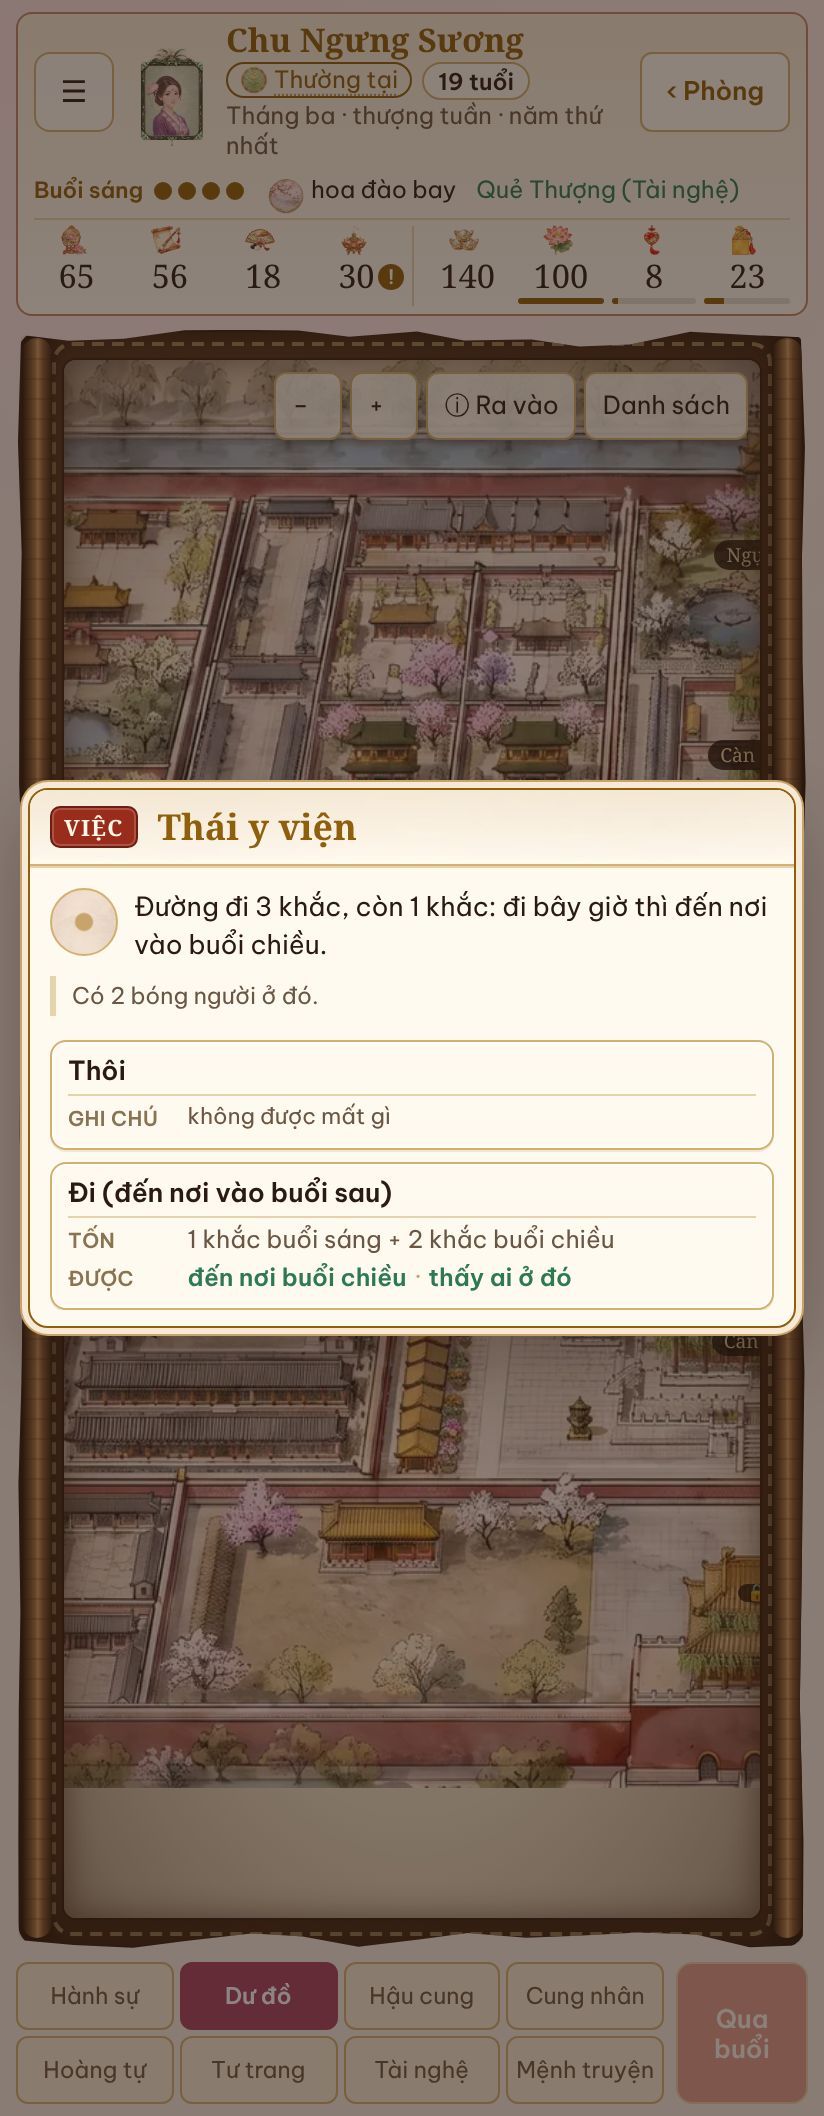 Chu Ngưng Sương
☰
Thường tại
19 tuổi
‹ Phòng
Tháng ba · thượng tuần · năm thứ
nhất
Buổi sáng
hoa đào bay
Quẻ Thượng (Tài nghệ)
65 56 18 30 ! 140 100 8 23
− + ⓘ Ra vào Danh sách
Ngự
Càn
VIỆC Thái y viện
Đường đi 3 khắc, còn 1 khắc: đi bây giờ thì đến nơi
vào buổi chiều.
Có 2 bóng người ở đó.
Thôi
GHI CHÚ không được mất gì
Đi (đến nơi vào buổi sau)
TỐN 1 khắc buổi sáng + 2 khắc buổi chiều
ĐƯỢC đến nơi buổi chiều · thấy ai ở đó
Hành sự Dư đồ Hậu cung Cung nhân
Qua
buổi
Hoàng tự Tư trang Tài nghệ Mệnh truyện